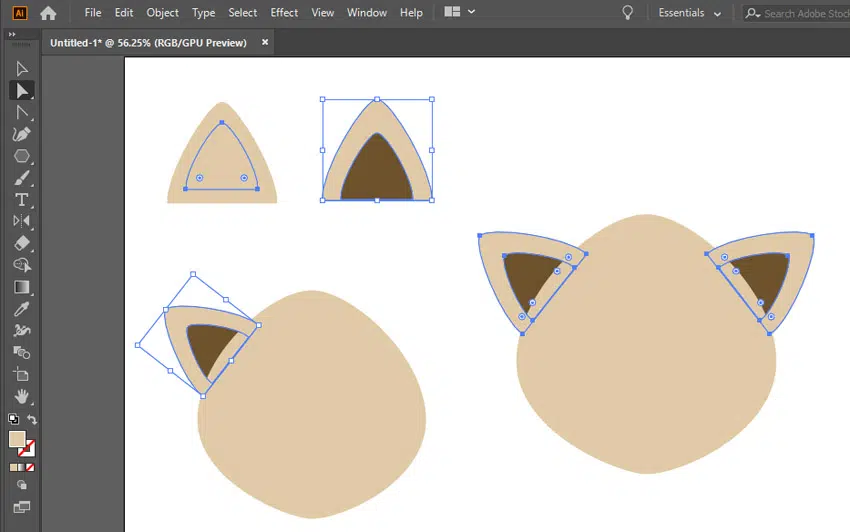 Ai File Edit Object Type Select Effect View Window Help Essentials Search Adobe Stock
Untitled-1* @ 56.25% (RGB/GPU Preview) ×